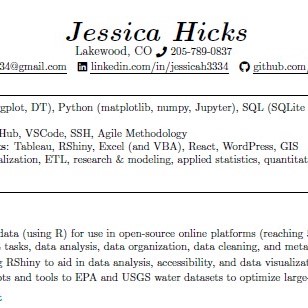 Jessica Hicks
Lakewood, CO 205-789-0837
34@gmail.com linkedin.com/in/jessicah3334 github.com
gplot, DT), Python (matplotlib, numpy, Jupyter), SQL (SQLite
Hub, VSCode, SSH, Agile Methodology
ks: Tableau, RShiny, Excel (and VBA), React, WordPress, GIS
alization, ETL, research & modeling, applied statistics, quantitat
data (using R) for use in open-source online platforms (reaching
tasks, data analysis, data organization, data cleaning, and meta
g RShiny to aid in data analysis, accessibility, and data visualizat
pts and tools to EPA and USGS water datasets to optimize large